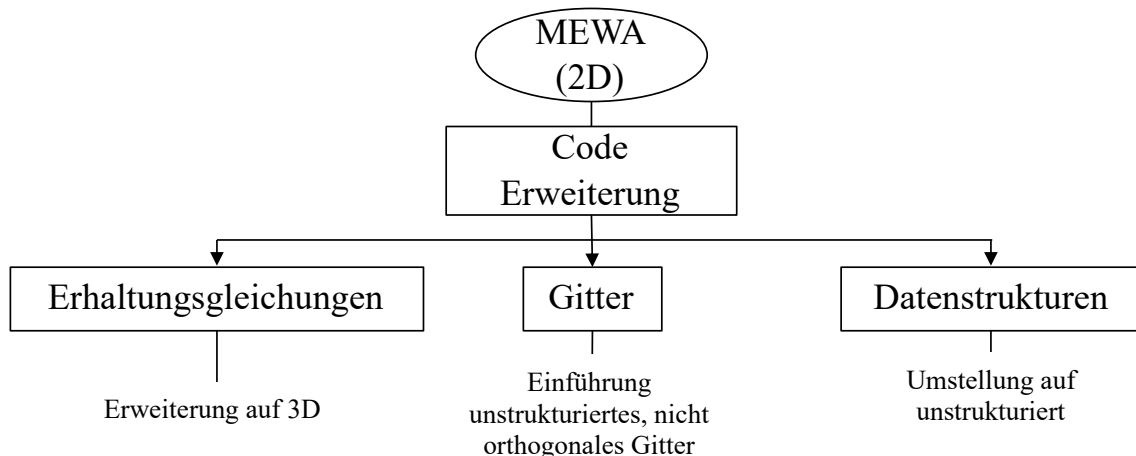 MEWA
(2D)
Code
Erweiterung
Erhaltungsgleichungen
Gitter
Datenstrukturen
Erweiterung auf 3D
Einführung
unstrukturiertes, nicht
orthogonales Gitter
Umstellung auf
unstrukturiert